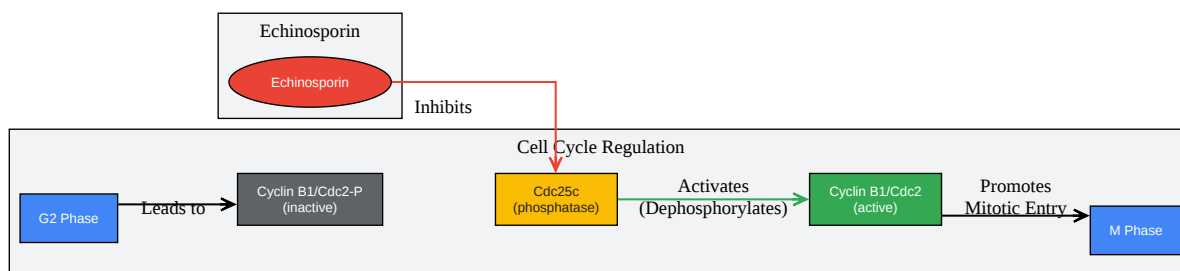 Echinosporin
Echinosporin
Inhibits
Cell Cycle Regulation
G2 Phase
Leads to
Cyclin B1/Cdc2-P
(inactive)
Cdc25c
(phosphatase)
Activates
(Dephosphorylates)
Cyclin B1/Cdc2
(active)
Promotes
Mitotic Entry
M Phase